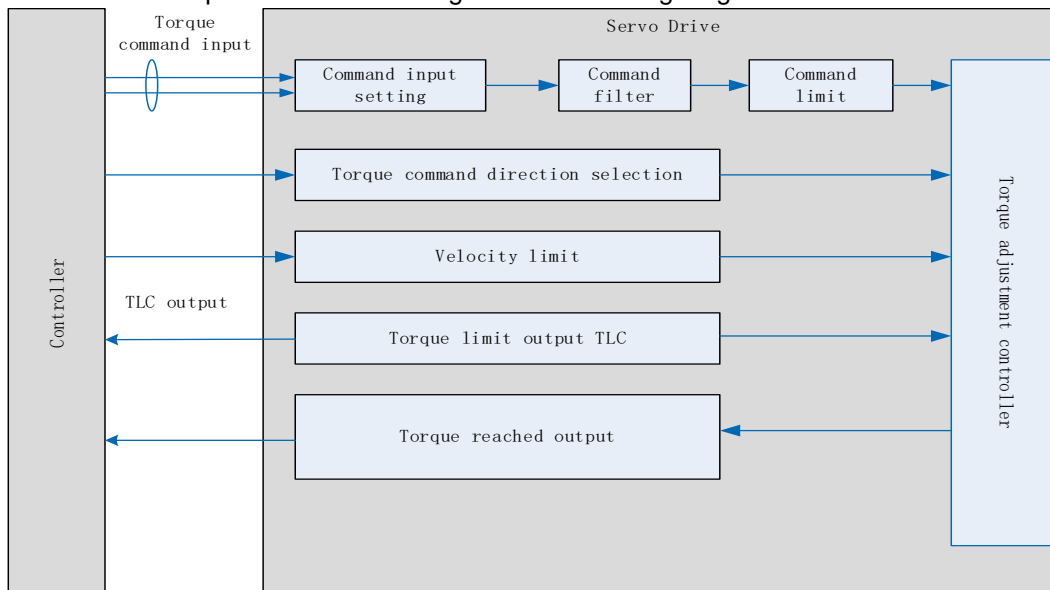 Torque
command input
Servo Drive
Command input
setting
Command
filter
Command
limit
Torque command direction selection
Velocity limit
TLC output
Torque limit output TLC
Torque reached output
Controller
Torque adjustment controller